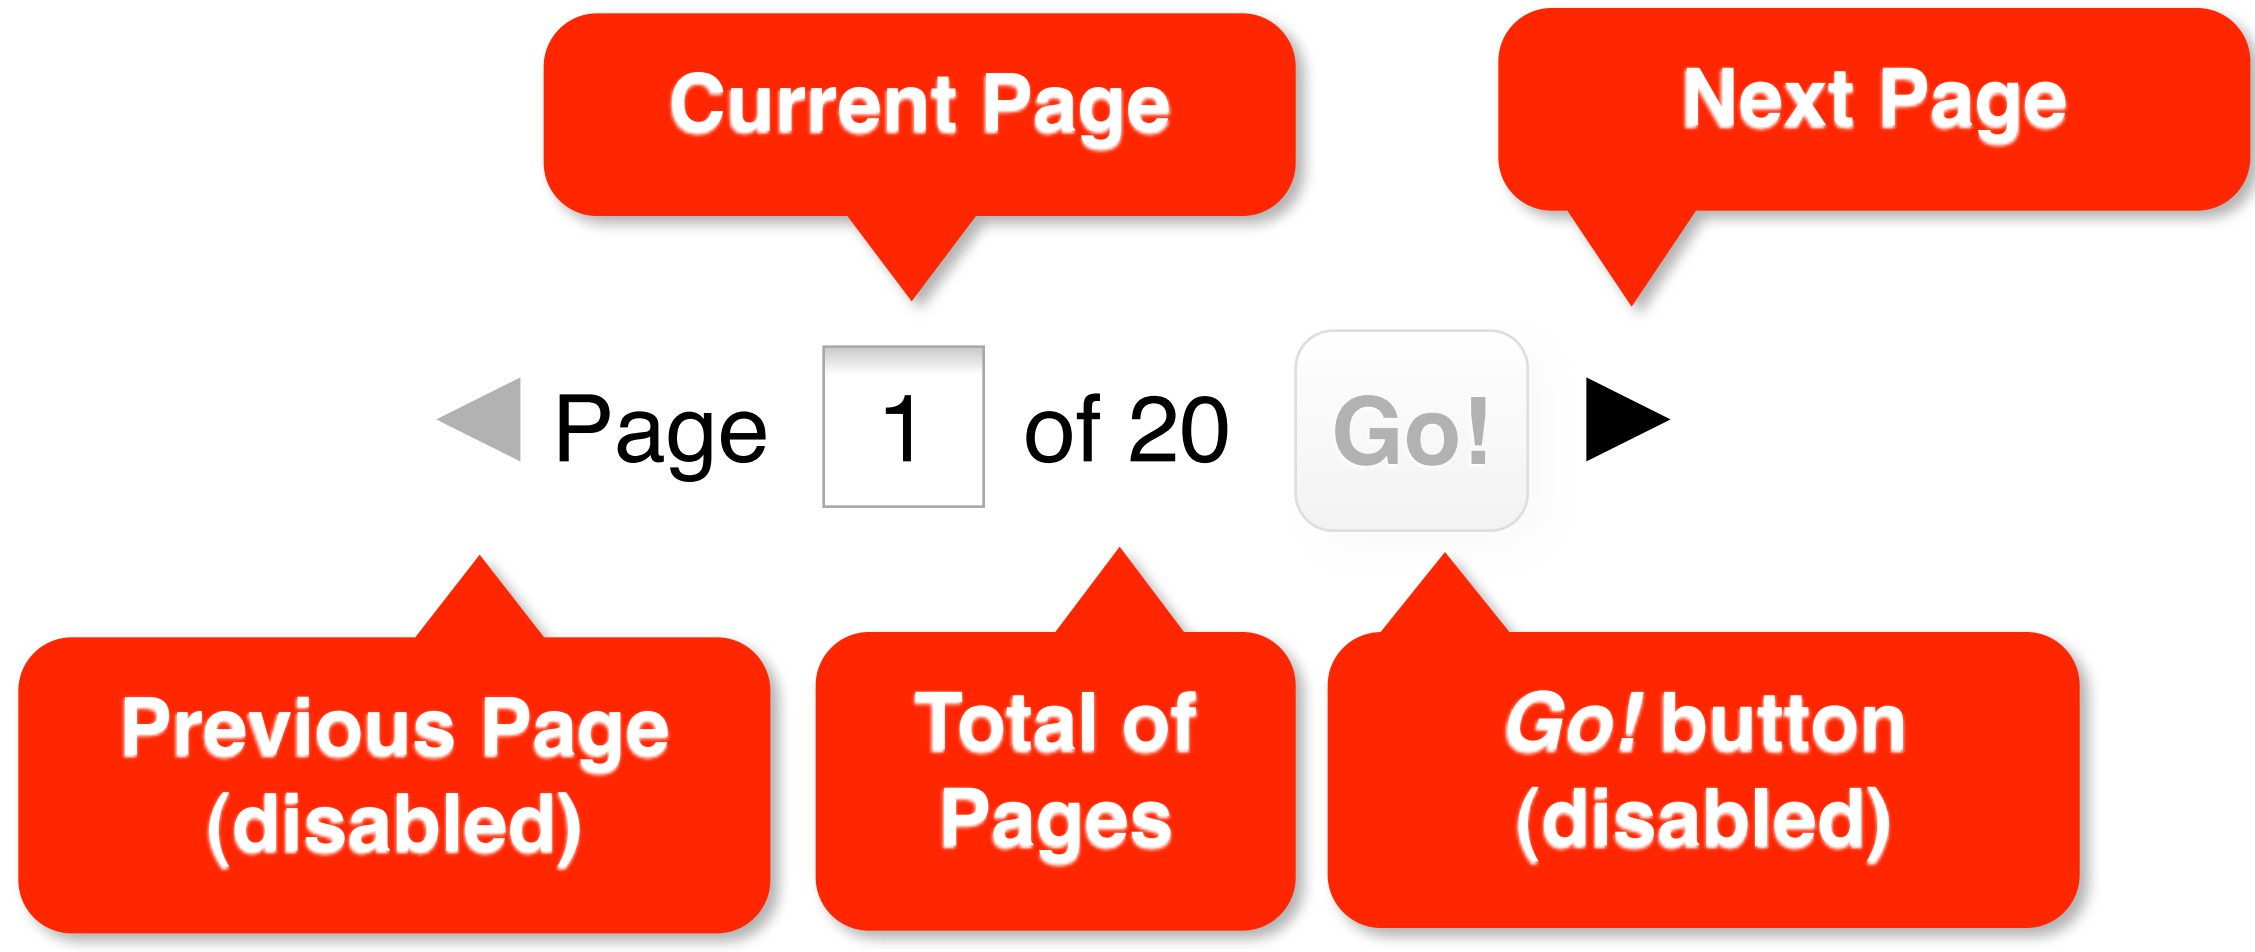 Current Page
Next Page
Page 1 of 20 Go!
Previous Page
(disabled)
Total of
Pages
Go! button
(disabled)